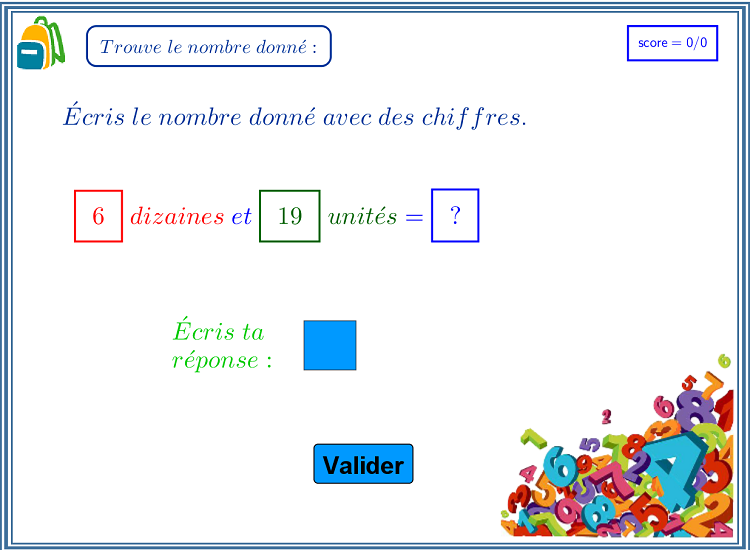 Trouve le nombre donné :
score = 0/0
Écris le nombre donné avec des chiffres.
6 dizaines et 19 unités = ?
Écris ta
réponse :
Valider